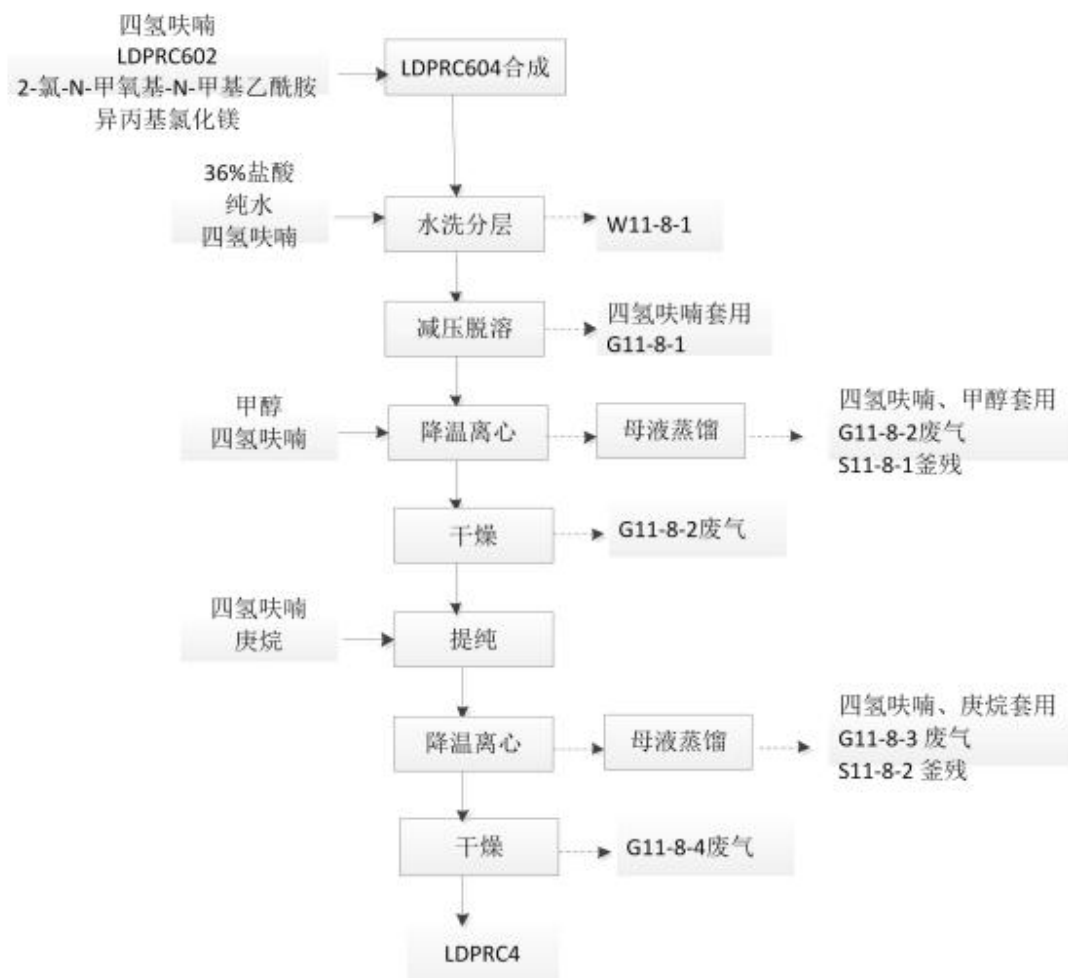 四氢呋喃
LDPRC602
2-氯-N-甲氧基-N-甲基乙酰胺
异丙基氯化镁
LDPRC604合成
36%盐酸
纯水
四氢呋喃
水洗分层
W11-8-1
减压脱溶
四氢呋喃套用
G11-8-1
甲醇
四氢呋喃
降温离心
母液蒸馏
四氢呋喃、甲醇套用
G11-8-2废气
S11-8-1釜残
干燥
G11-8-2废气
四氢呋喃
庚烷
提纯
降温离心
母液蒸馏
四氢呋喃、庚烷套用
G11-8-3 废气
S11-8-2 釜残
干燥
G11-8-4废气
LDPRC4